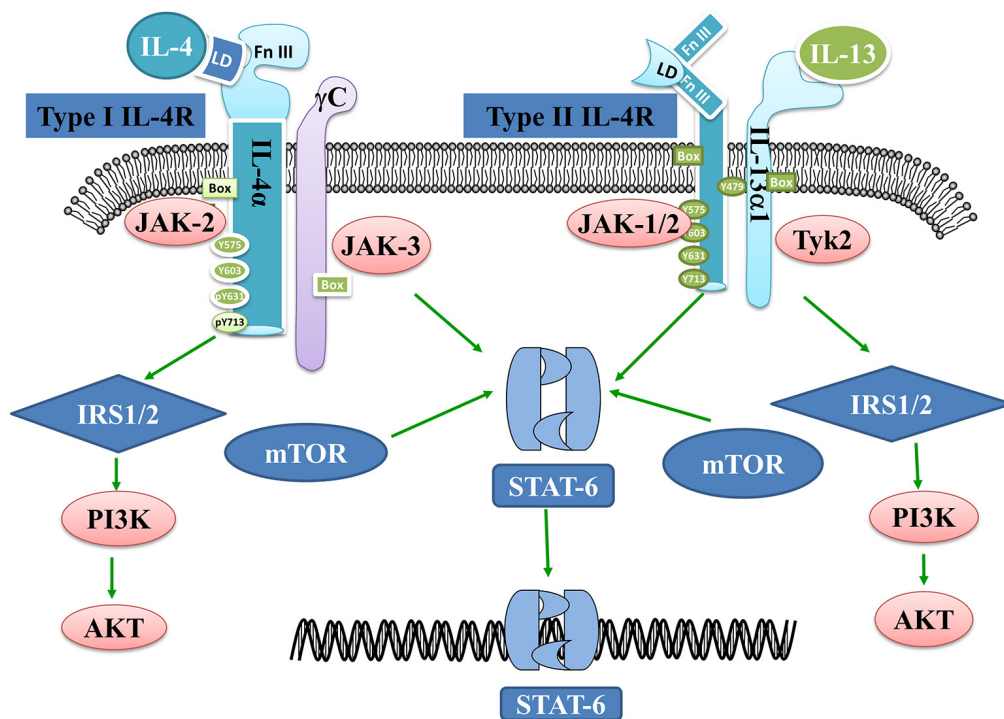 IL-4
LD
Fn III
Type I IL-4R
γC
IL-4α
Box
JAK-2
Y575
Y603
pY631
pY713
JAK-3
Box
Fn III
LD
Fn III
IL-13
Type II IL-4R
IL-13α1
Box
Y479
Box
JAK-1/2
Y575
Y603
Y631
Y713
Tyk2
IRS1/2
mTOR
PI3K
AKT
STAT-6
mTOR
IRS1/2
PI3K
AKT
STAT-6